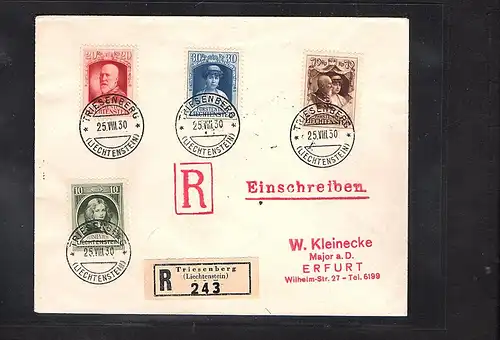 20 20
30 30
70 70
TRIESENBERG
25.VIII.30
(LIECHTENSTEIN)
TRIESENBERG
25.VIII.30
(LIECHTENSTEIN)
TRIESENBERG
25.VIII.30
(LIECHTENSTEIN)
10 10
LIECHTENSTEIN
TRIESENBERG
25.VIII.30
(LIECHTENSTEIN)
R
Einschreiben.
W. Kleinecke
Major a. D.
ERFURT
Wilhelm-Str. 27 - Tel. 6199
R
Triesenberg
(Liechtenstein)
243